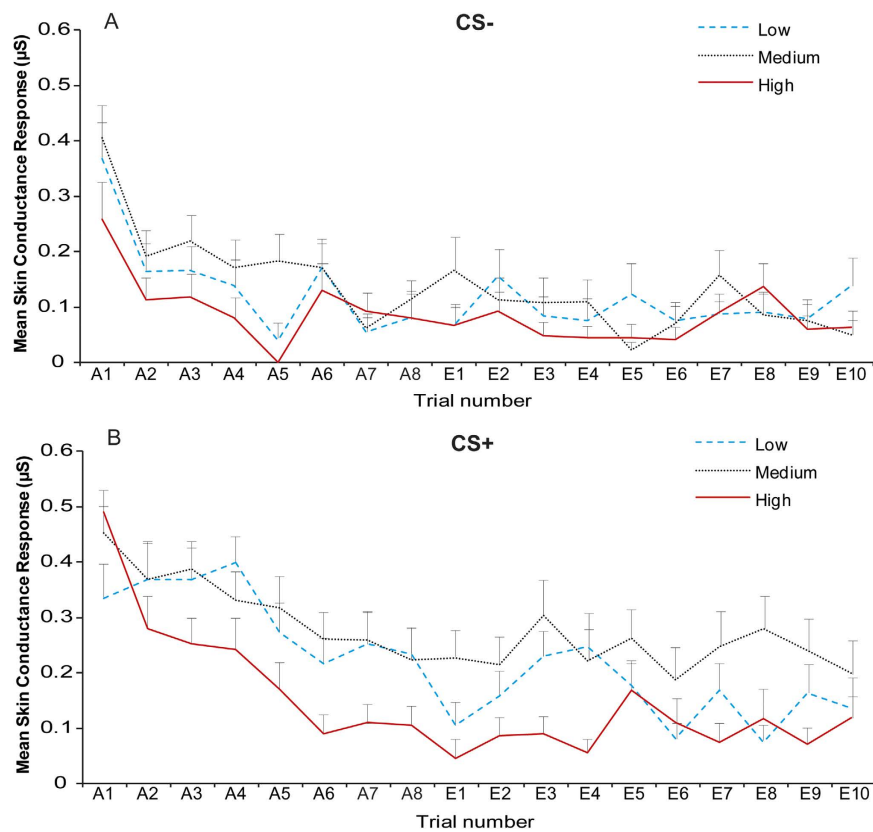 A
CS-
Mean Skin Conductance Response (µS)
0.6
0.5
0.4
0.3
0.2
0.1
0
Low
Medium
High
A1 A2 A3 A4 A5 A6 A7 A8 E1 E2 E3 E4 E5 E6 E7 E8 E9 E10
Trial number
B
CS+
Mean Skin Conductance Response (µS)
0.6
0.5
0.4
0.3
0.2
0.1
0
Low
Medium
High
A1 A2 A3 A4 A5 A6 A7 A8 E1 E2 E3 E4 E5 E6 E7 E8 E9 E10
Trial number